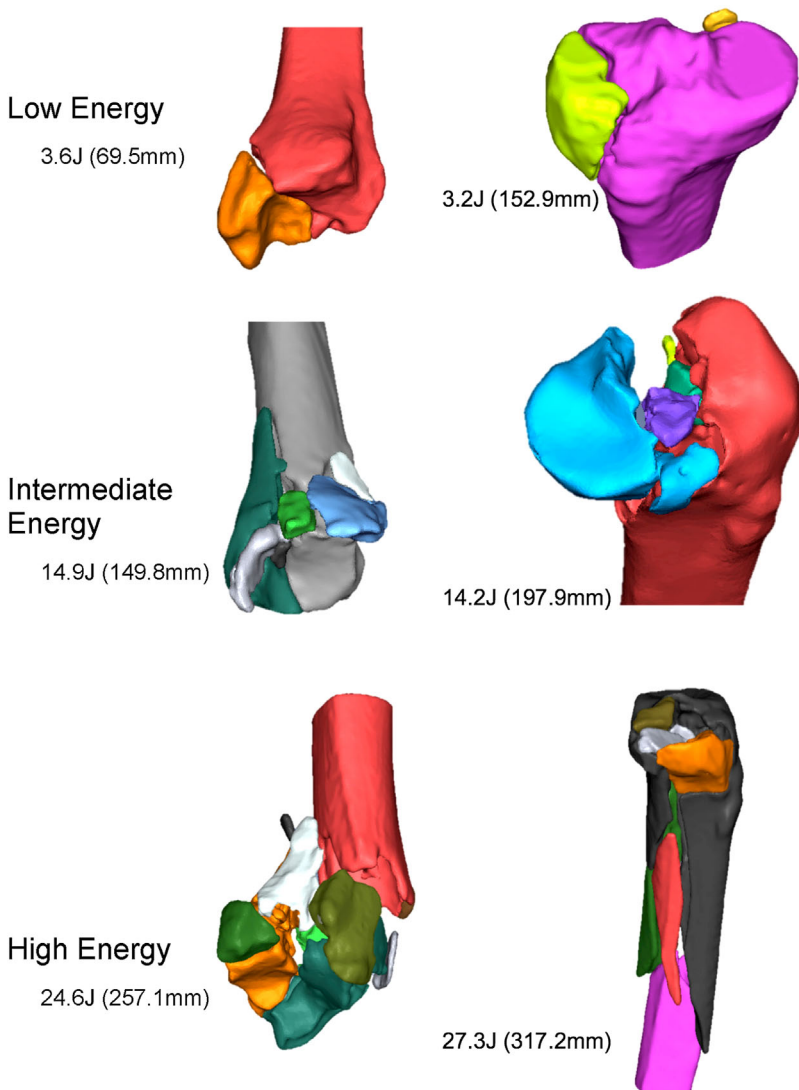 Low Energy
3.6J (69.5mm)
3.2J (152.9mm)
Intermediate
Energy
14.9J (149.8mm)
14.2J (197.9mm)
High Energy
24.6J (257.1mm)
27.3J (317.2mm)